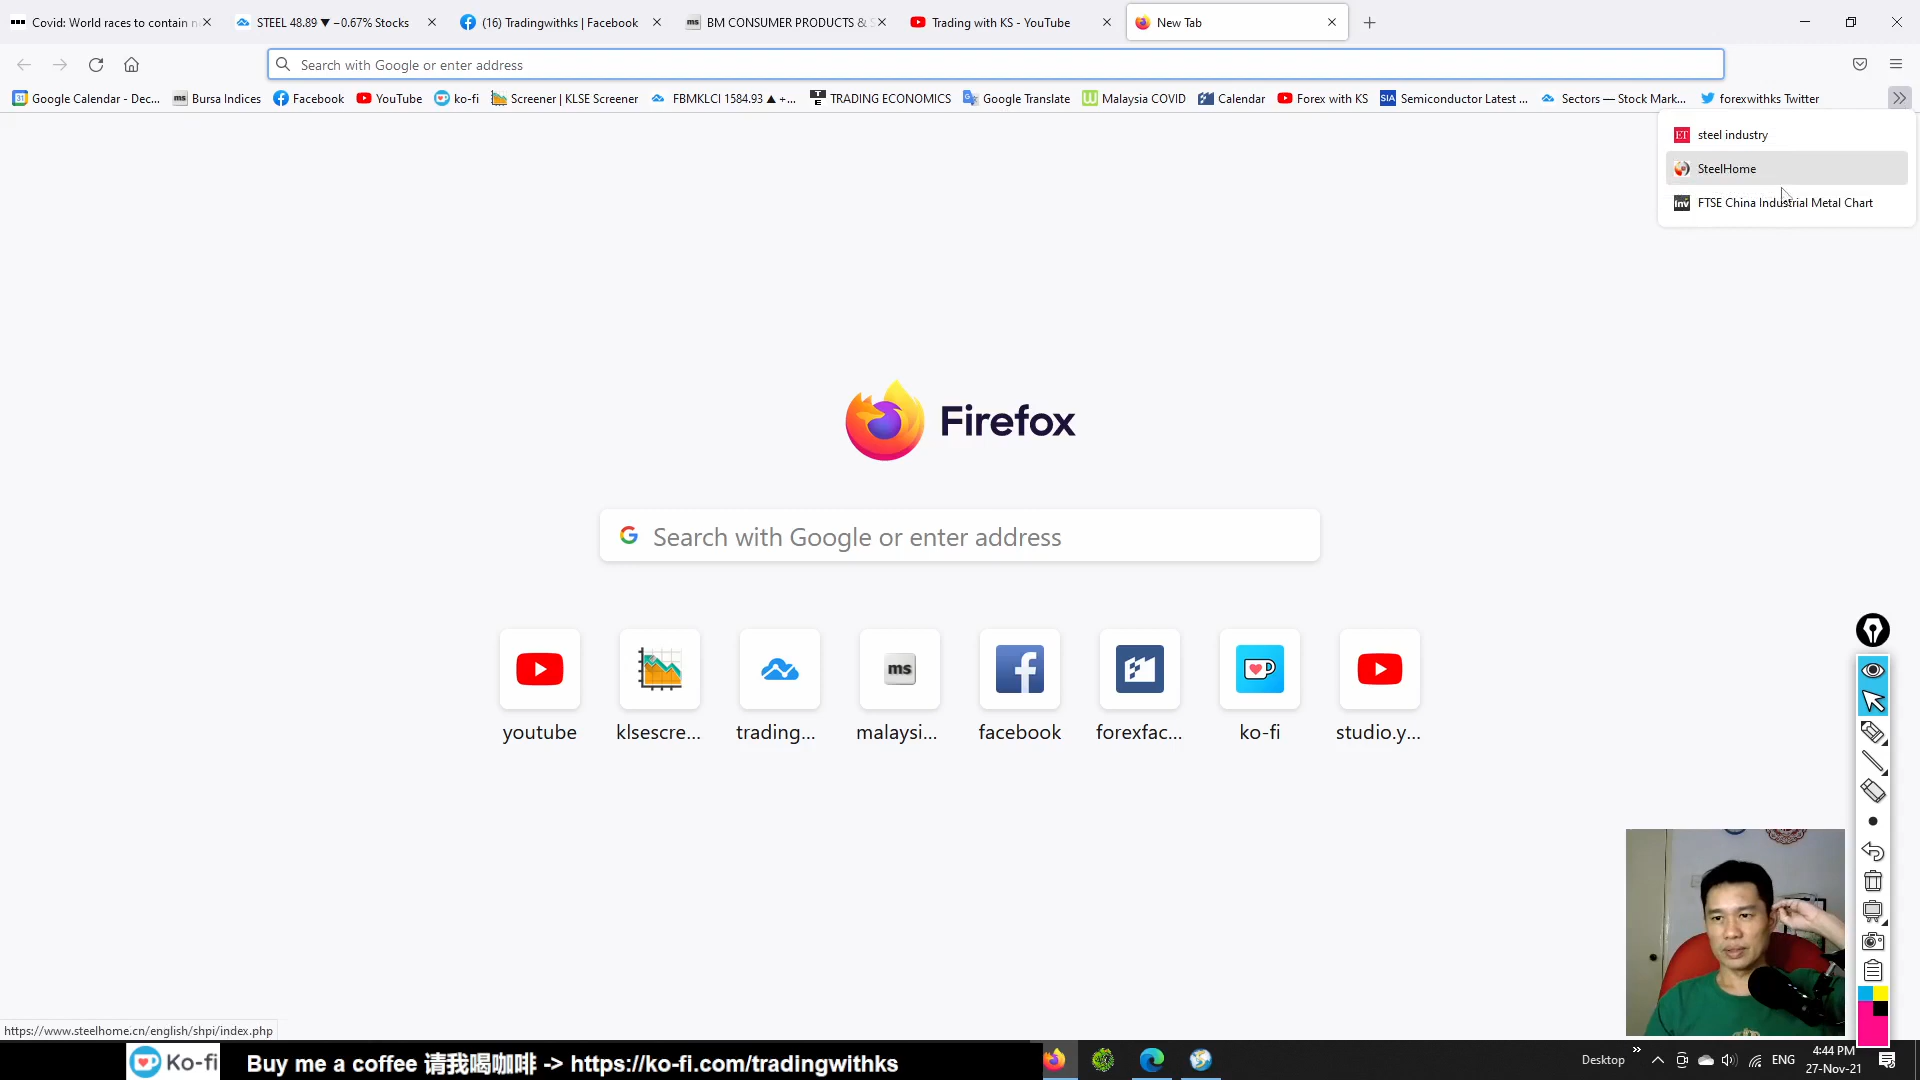 Covid: World races to contain n
STEEL 48.89 ▼ −0.67% Stocks
(16) Tradingwithks | Facebook
BM CONSUMER PRODUCTS & S
Trading with KS - YouTube
New Tab
Search with Google or enter address
Google Calendar - Dec...
Bursa Indices
Facebook
YouTube
ko-fi
Screener | KLSE Screener
FBMKLCI 1584.93 ▲ +...
TRADING ECONOMICS
Google Translate
Malaysia COVID
Calendar
Forex with KS
Semiconductor Latest ...
Sectors — Stock Mark...
forexwithks Twitter
steel industry
SteelHome
FTSE China Industrial Metal Chart
Firefox
Search with Google or enter address
youtube
klsescre...
trading...
malaysi...
facebook
forexfac...
ko-fi
studio.y...
https://www.steelhome.cn/english/shpi/index.php
Ko-fi
Buy me a coffee 请我喝咖啡 -> https://ko-fi.com/tradingwithks
Desktop
ENG
4:44 PM
27-Nov-21